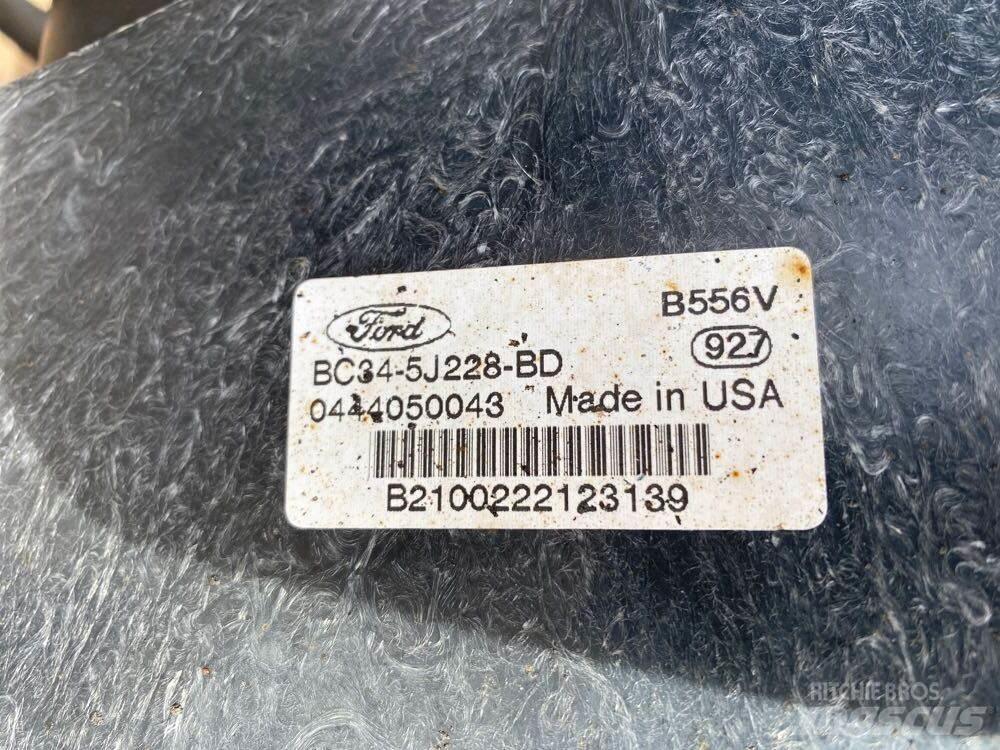 Ford
B556V
927
BC34-5J228-BD
0444050043 Made in USA
B2100222123139
RITCHIE BROS.
Mascus